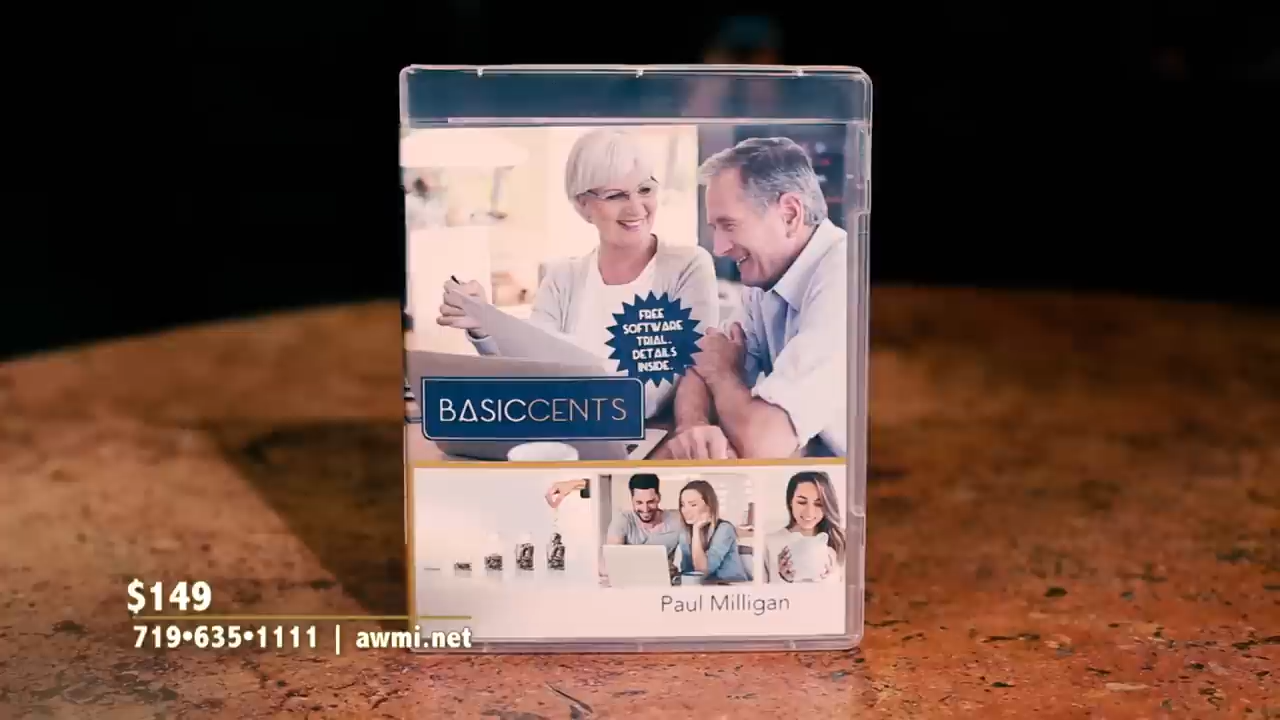 FREE
SOFTWARE
TRIAL.
DETAILS
INSIDE.
BASICCENTS
Paul Milligan
$149
719•635•1111 | awmi.net